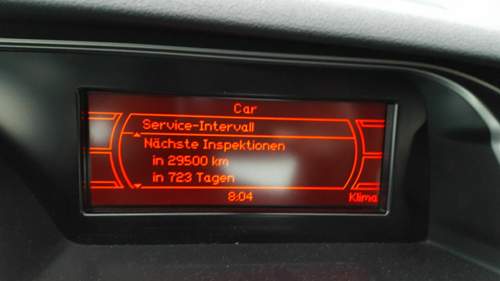 Car
Service-Intervall
Nächste Inspektionen
in 29500 km
in 723 Tagen
8:04
Klima